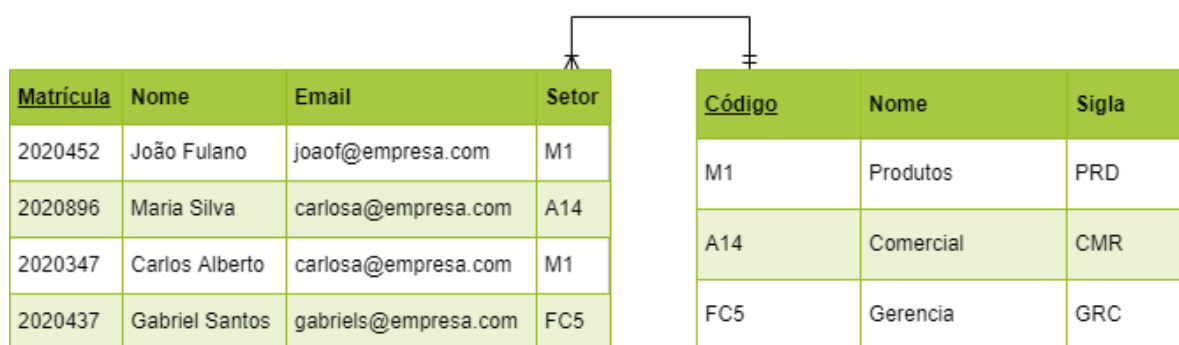 Matrícula Nome Email Setor
2020452 João Fulano joaof@empresa.com M1
2020896 Maria Silva carlosa@empresa.com A14
2020347 Carlos Alberto carlosa@empresa.com M1
2020437 Gabriel Santos gabriels@empresa.com FC5
Código Nome Sigla
M1 Produtos PRD
A14 Comercial CMR
FC5 Gerencia GRC